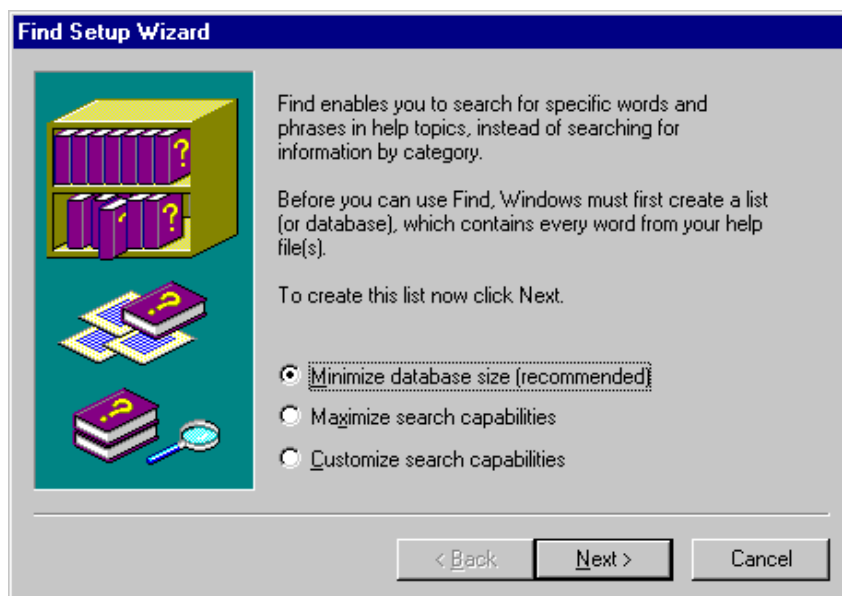 Find Setup Wizard
Find enables you to search for specific words and
phrases in help topics, instead of searching for
information by category.
Before you can use Find, Windows must first create a list
(or database), which contains every word from your help
file(s).
To create this list now click Next.
Minimize database size (recommended)
Maximize search capabilities
Customize search capabilities
< Back
Next >
Cancel